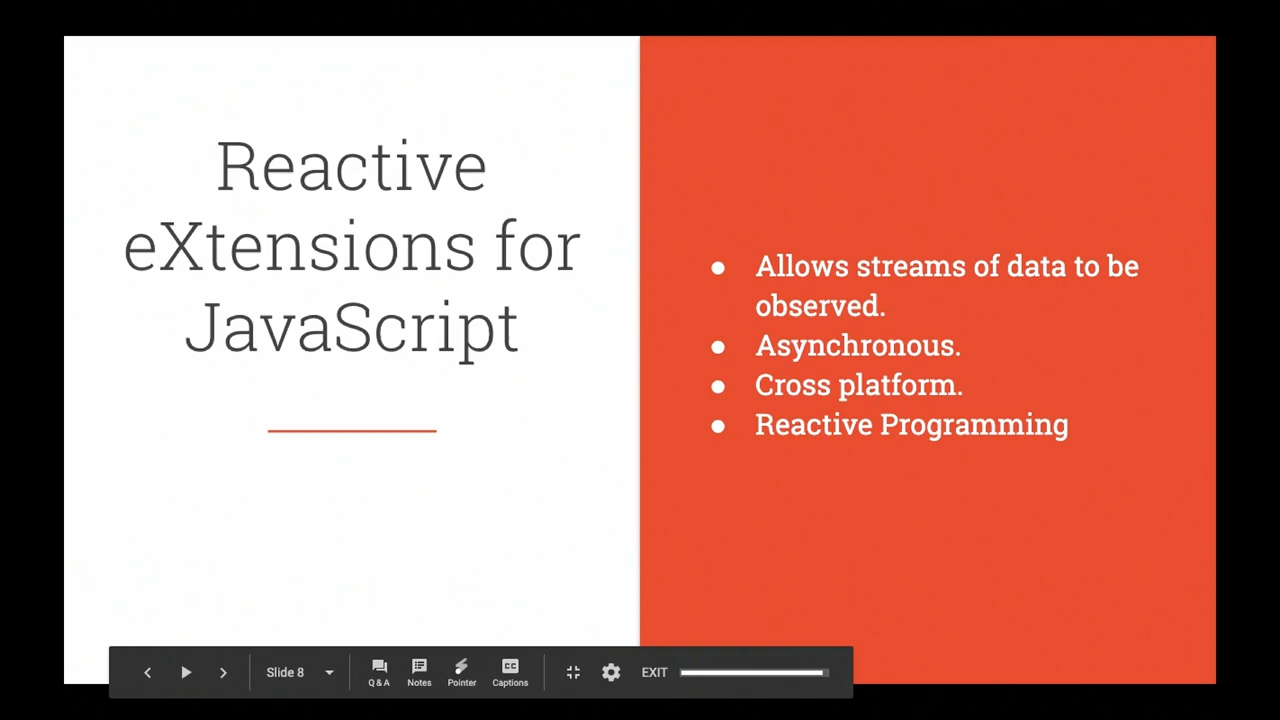 Reactive
eXtensions for
JavaScript
● Allows streams of data to be
observed.
● Asynchronous.
● Cross platform.
● Reactive Programming
Slide 8
Q & A
Notes
Pointer
CC
Captions
EXIT